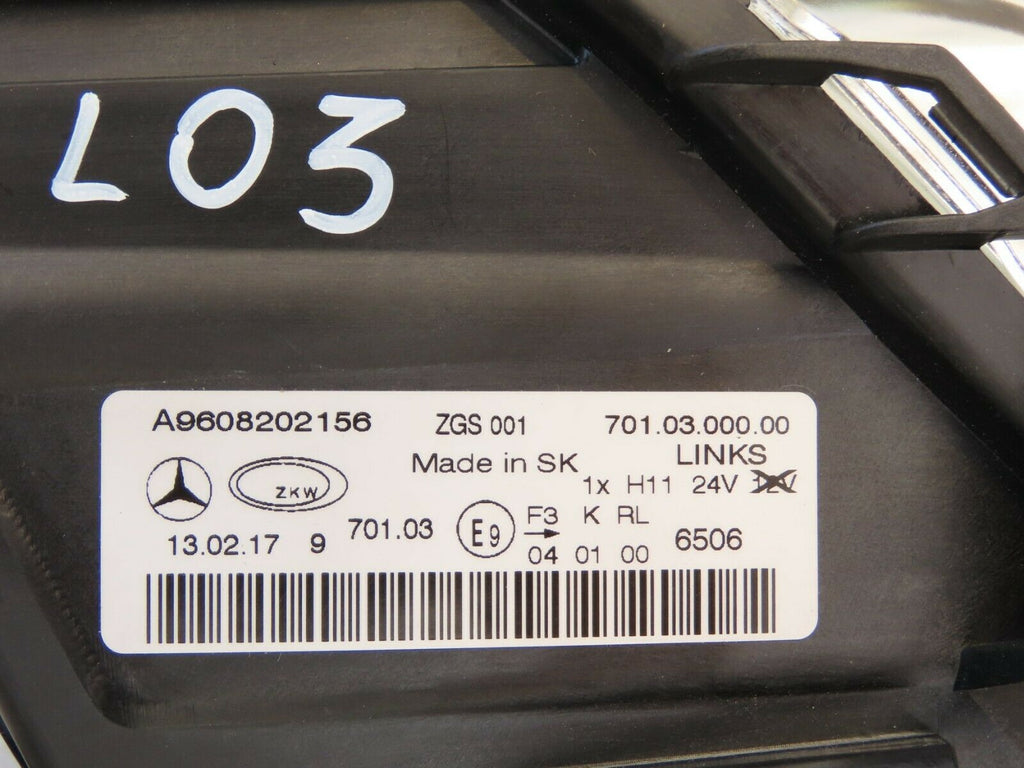 LO3
A9608202156 ZGS 001 701.03.000.00
Made in SK LINKS
ZKW 1x H11 24V 12V
13.02.17 9 701.03 E9 F3 K RL 6506
04 01 00